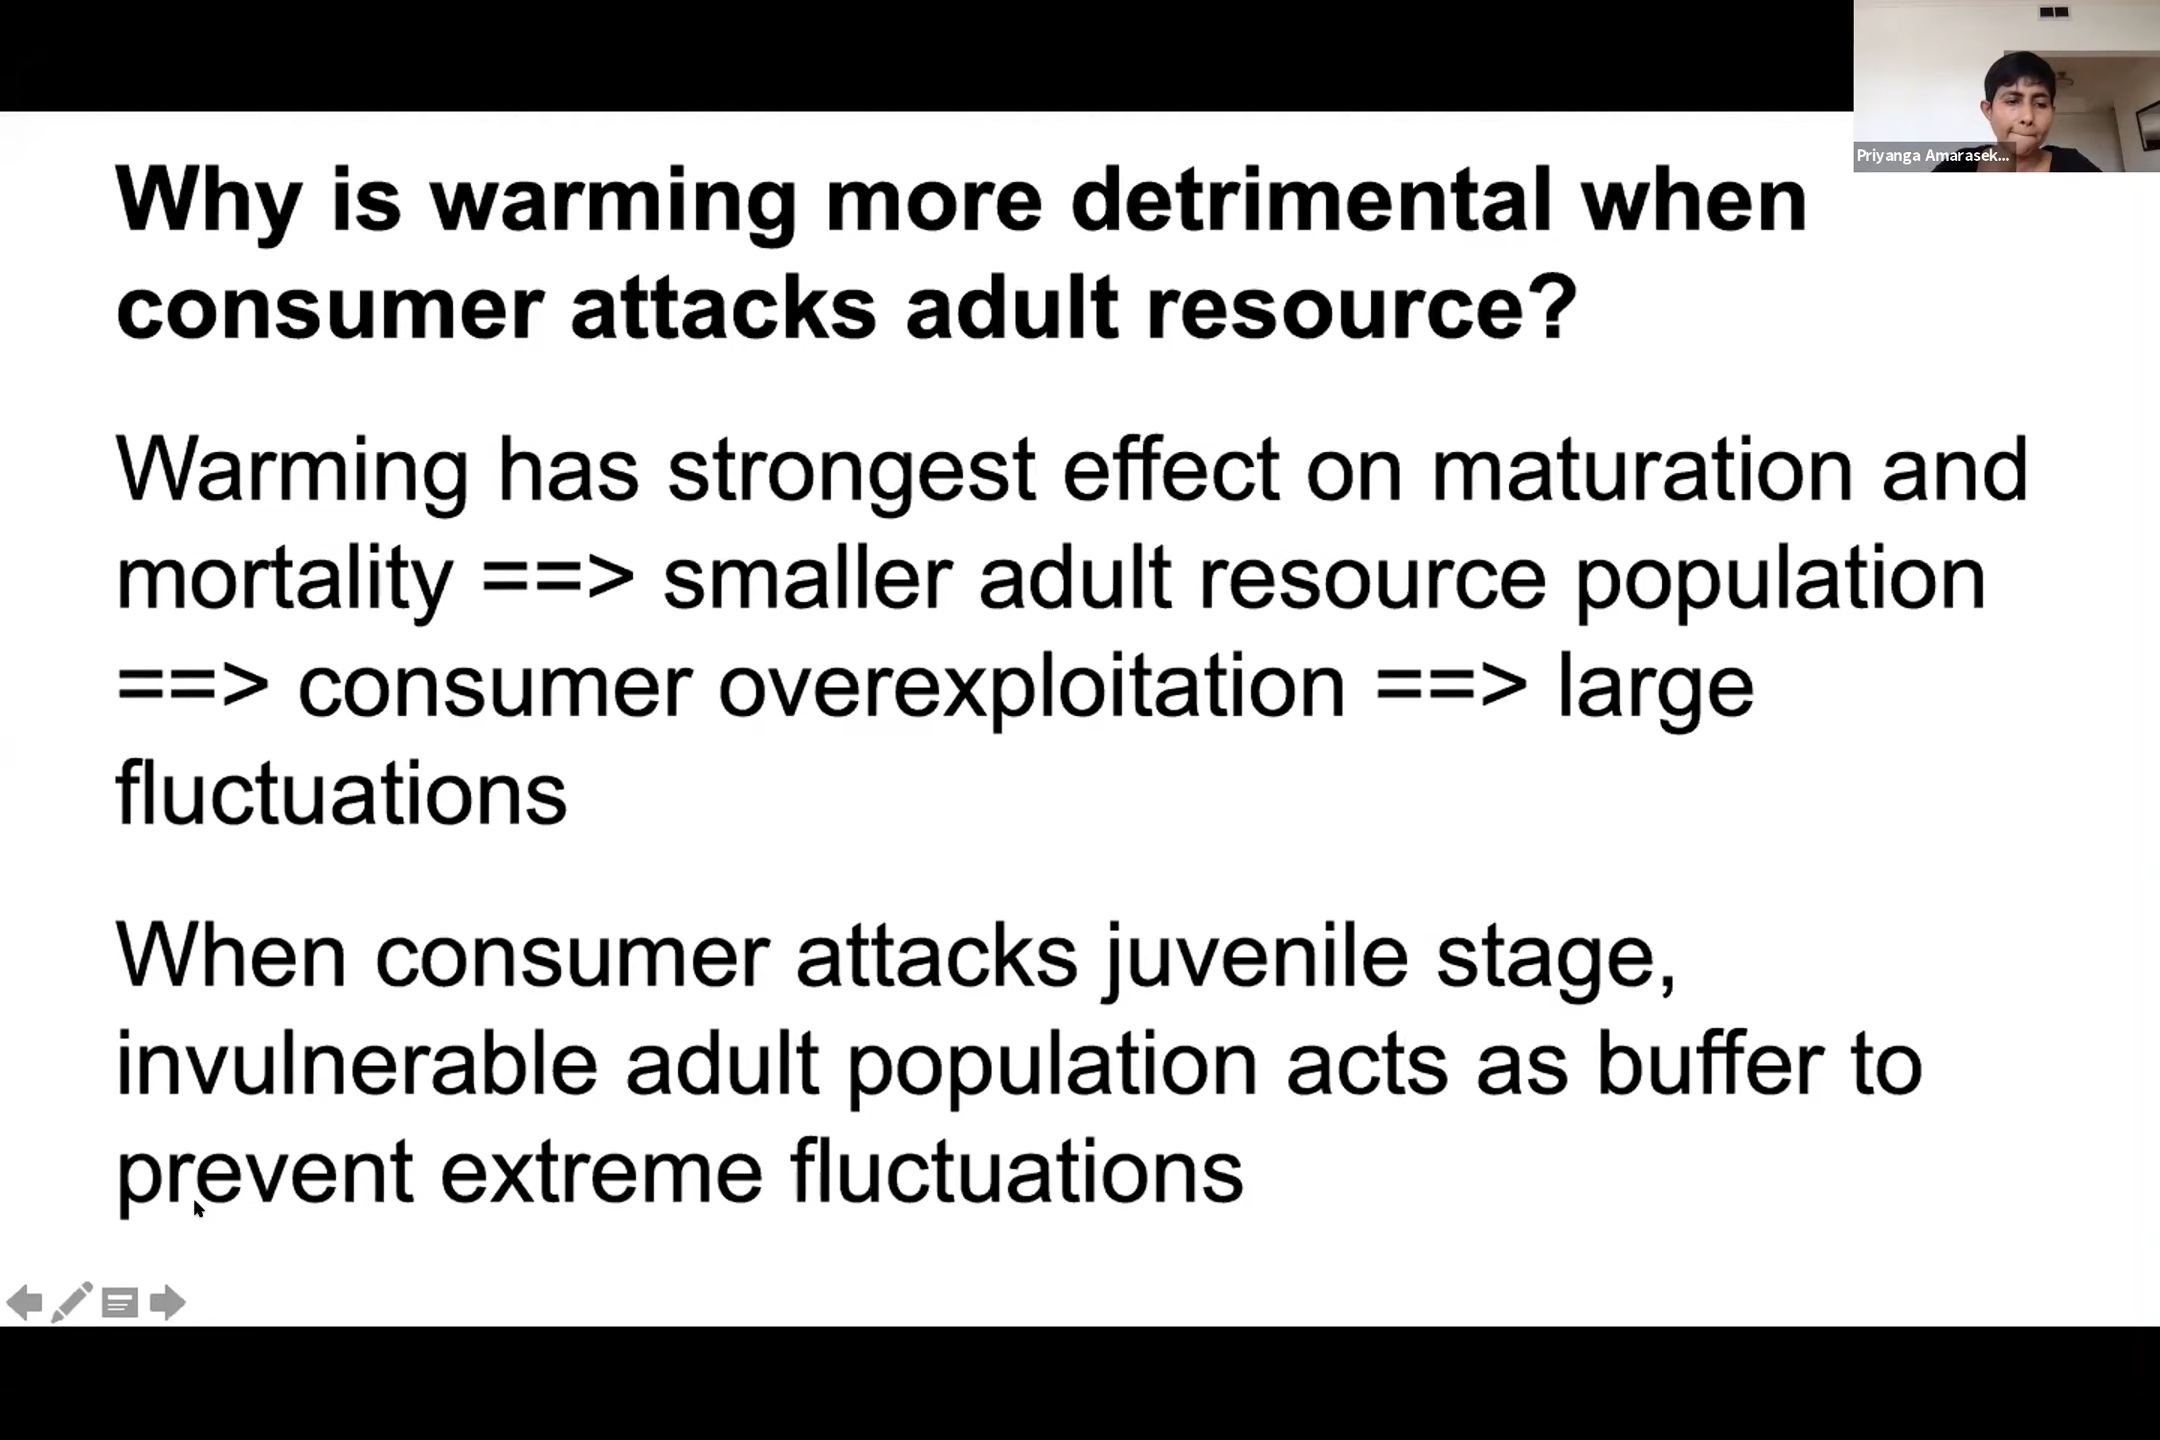 Priyanga Amarasek...
Why is warming more detrimental when
consumer attacks adult resource?
Warming has strongest effect on maturation and
mortality ==> smaller adult resource population
==> consumer overexploitation ==> large
fluctuations
When consumer attacks juvenile stage,
invulnerable adult population acts as buffer to
prevent extreme fluctuations